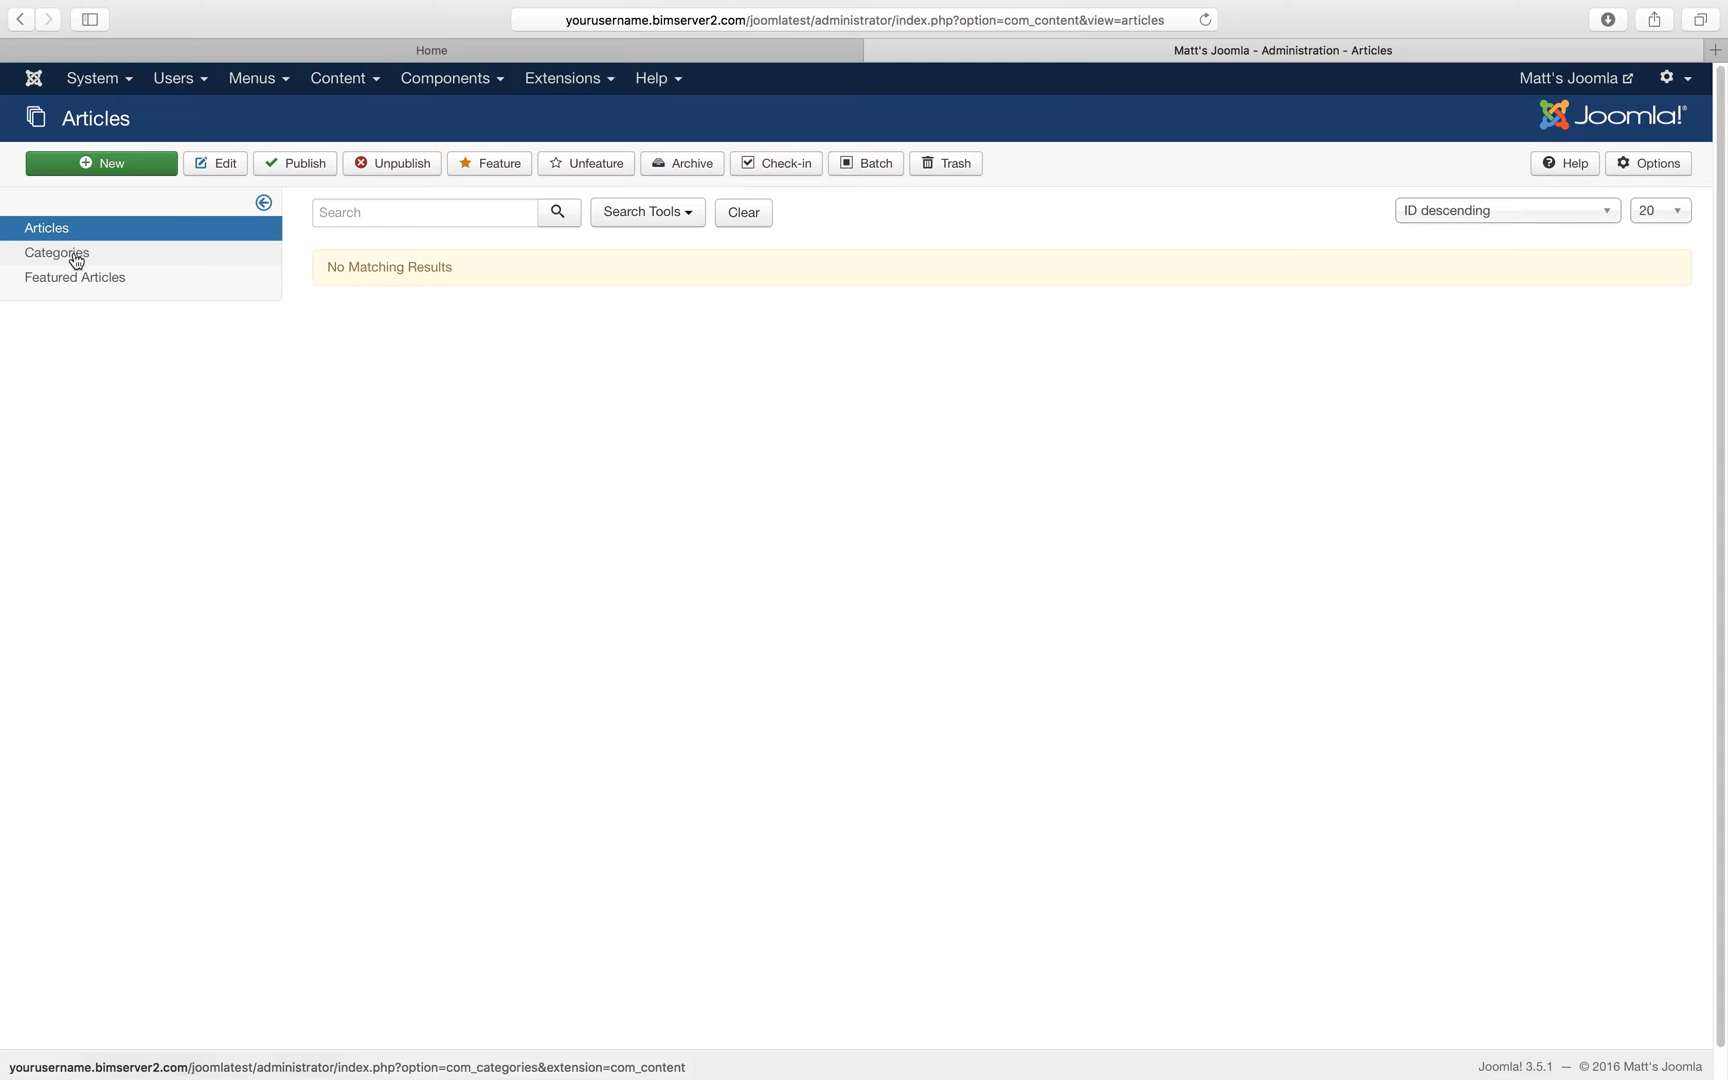 yourusername.bimserver2.com/joomlatest/administrator/index.php?option=com_content&view=articles
Home
Matt's Joomla - Administration - Articles
System Users Menus Content Components Extensions Help
Matt's Joomla
Articles
Joomla!®
New Edit Publish Unpublish Feature Unfeature Archive Check-in Batch Trash Help Options
Search Search Tools Clear ID descending 20
Articles
Categories
Featured Articles
No Matching Results
yourusername.bimserver2.com/joomlatest/administrator/index.php?option=com_categories&extension=com_content
Joomla! 3.5.1 — © 2016 Matt's Joomla